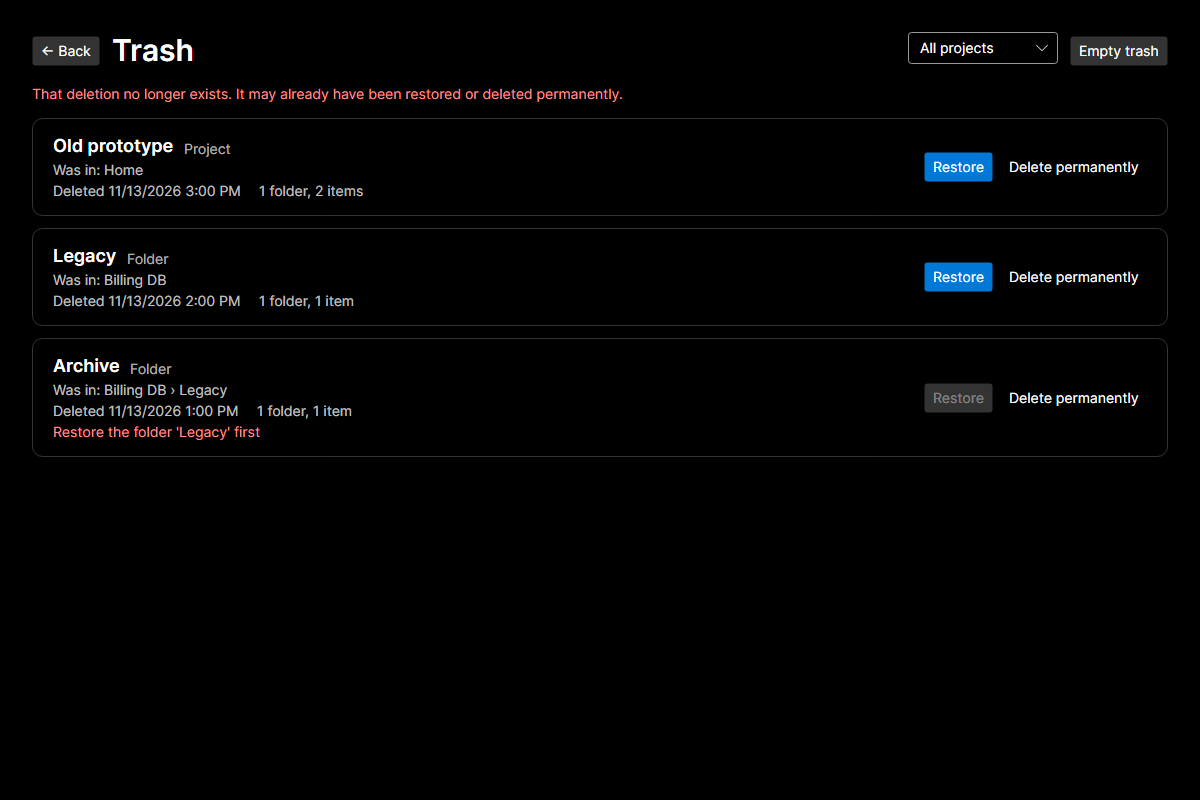 ← Back
Trash
All projects
Empty trash
That deletion no longer exists. It may already have been restored or deleted permanently.
Old prototype Project
Was in: Home
Deleted 11/13/2026 3:00 PM 1 folder, 2 items
Restore
Delete permanently
Legacy Folder
Was in: Billing DB
Deleted 11/13/2026 2:00 PM 1 folder, 1 item
Restore
Delete permanently
Archive Folder
Was in: Billing DB › Legacy
Deleted 11/13/2026 1:00 PM 1 folder, 1 item
Restore the folder 'Legacy' first
Restore
Delete permanently